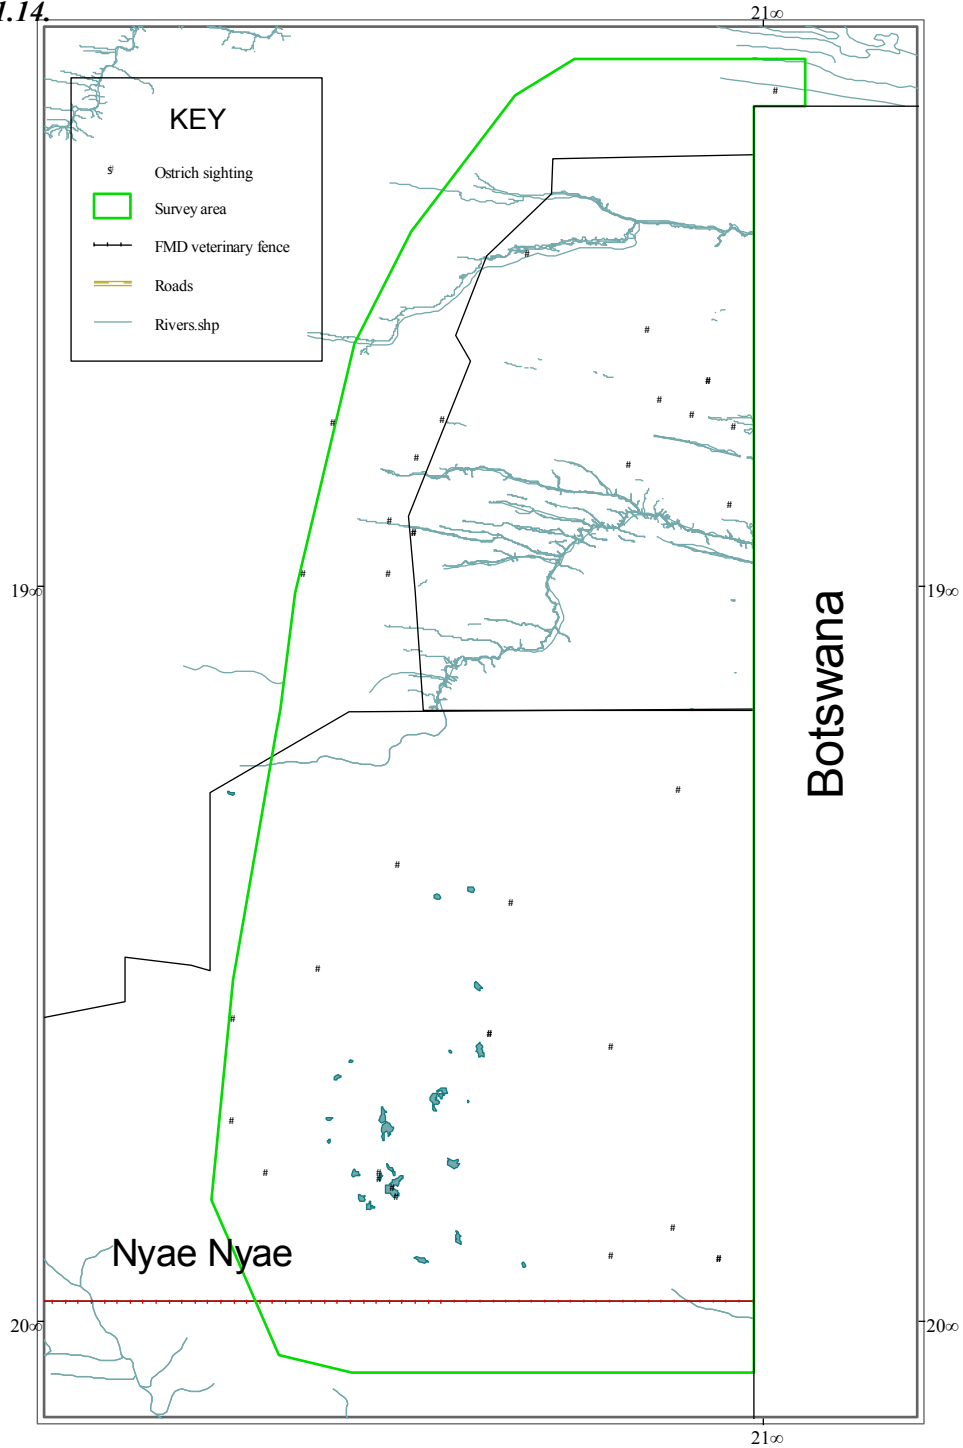 1.14.
21∞
KEY
Ostrich sighting
Survey area
FMD veterinary fence
Roads
Rivers.shp
19∞
19∞
Botswana
Nyae Nyae
20∞
20∞
21∞